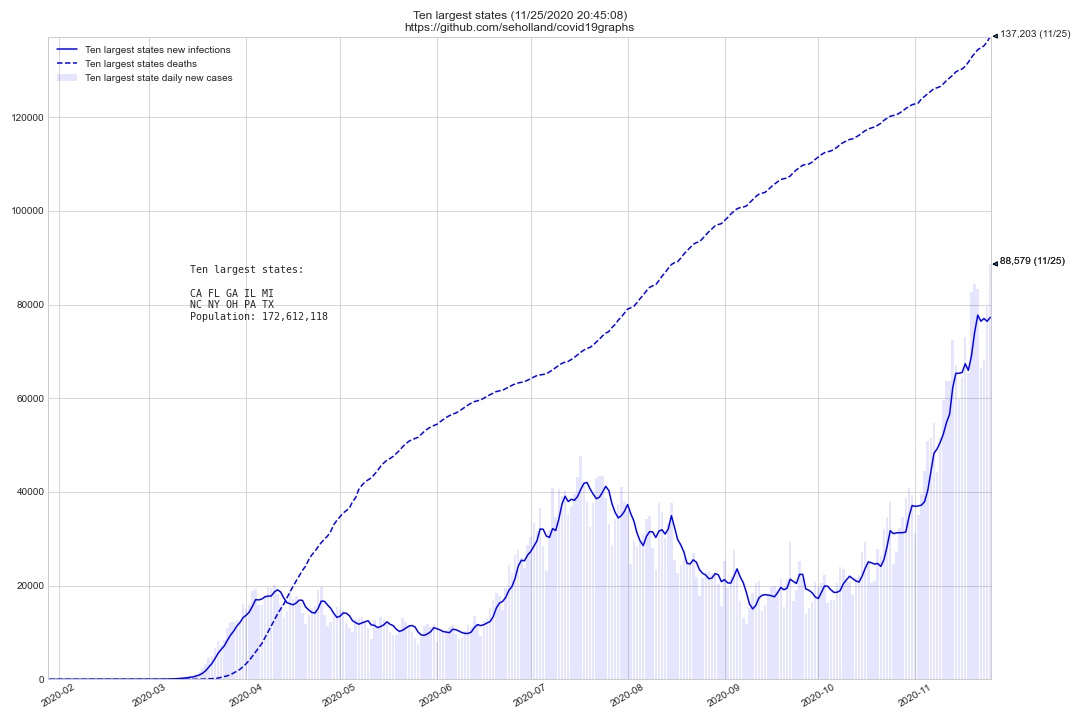 Ten largest states (11/25/2020 20:45:08)
https://github.com/seholland/covid19graphs
Ten largest states new infections
Ten largest states deaths
Ten largest state daily new cases
137,203 (11/25)
120000
100000
88,579 (11/25)
Ten largest states:
CA FL GA IL MI
NC NY OH PA TX
Population: 172,612,118
80000
60000
40000
20000
0
2020-02
2020-03
2020-04
2020-05
2020-06
2020-07
2020-08
2020-09
2020-10
2020-11